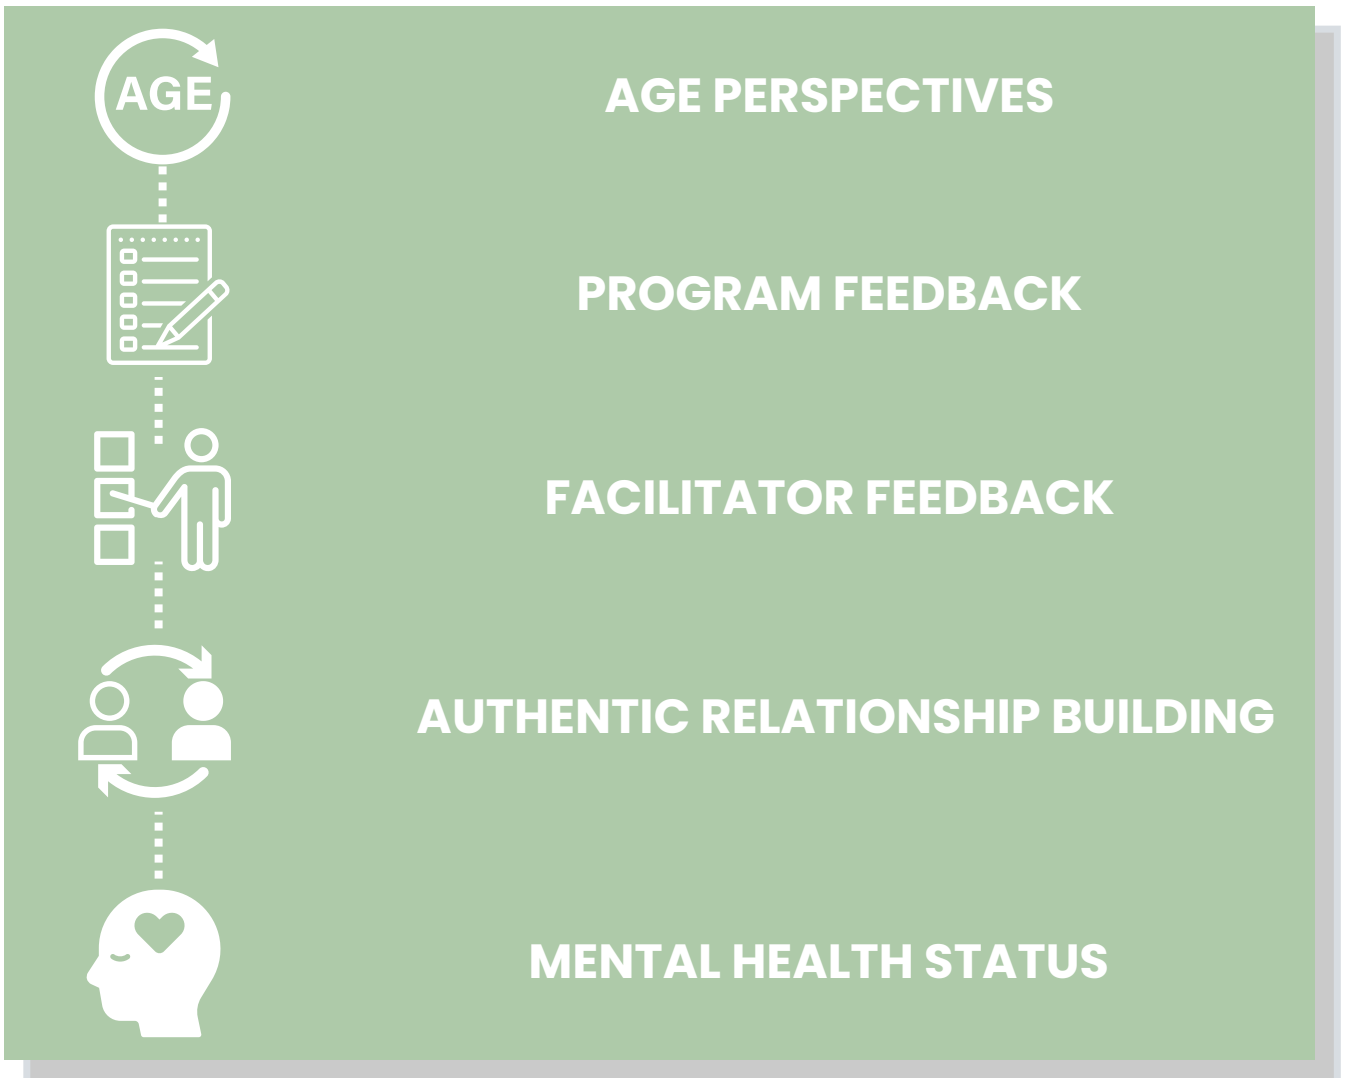 AGE
AGE PERSPECTIVES
PROGRAM FEEDBACK
FACILITATOR FEEDBACK
AUTHENTIC RELATIONSHIP BUILDING
MENTAL HEALTH STATUS